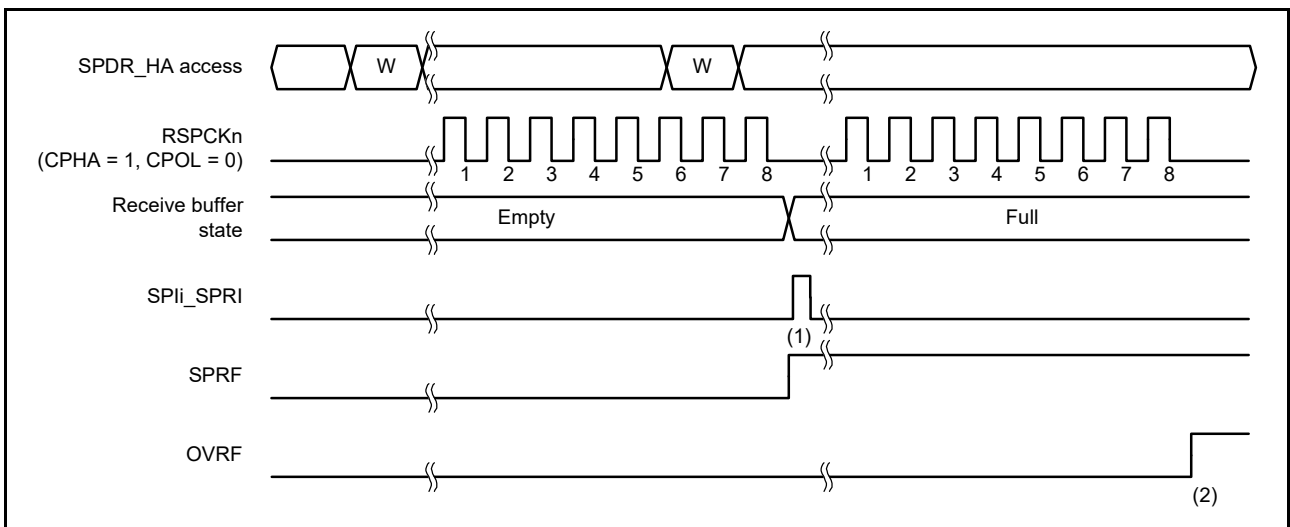 SPDR_HA access
W
W
RSPCKn
(CPHA = 1, CPOL = 0)
1 2 3 4 5 6 7 8
1 2 3 4 5 6 7 8
Receive buffer
state
Empty
Full
SPIi_SPRI
(1)
SPRF
OVRF
(2)